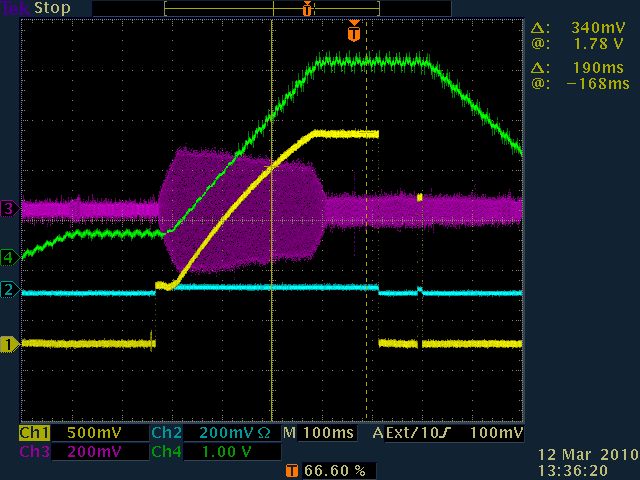 Tek Stop
T
T
Δ: 340mV
@: 1.78 V
Δ: 190ms
@: −168ms
3
4
2
1
Ch1 500mV Ch2 200mV Ω M 100ms A Ext/10 100mV
Ch3 200mV Ch4 1.00 V
T 66.60 %
12 Mar 2010
13:36:20